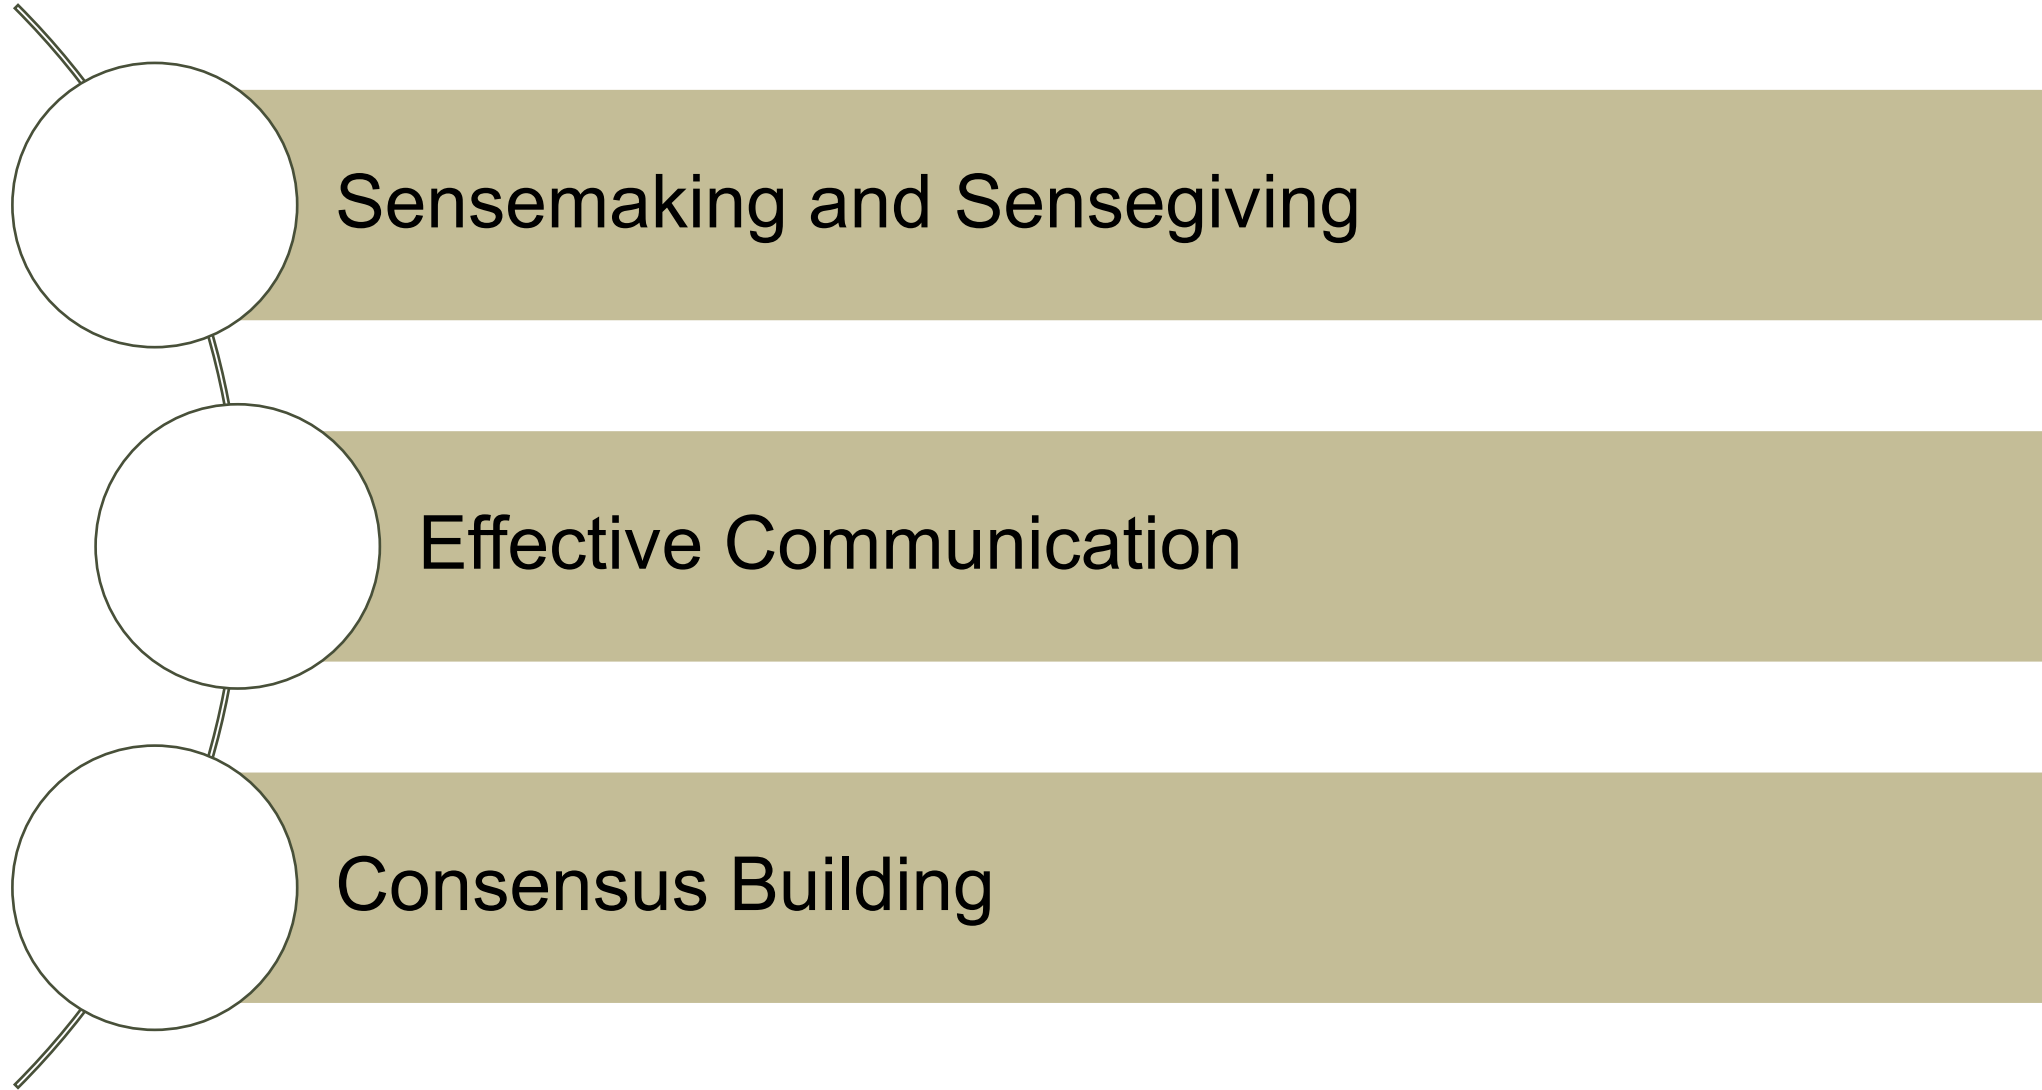 Sensemaking and Sensegiving
Effective Communication
Consensus Building